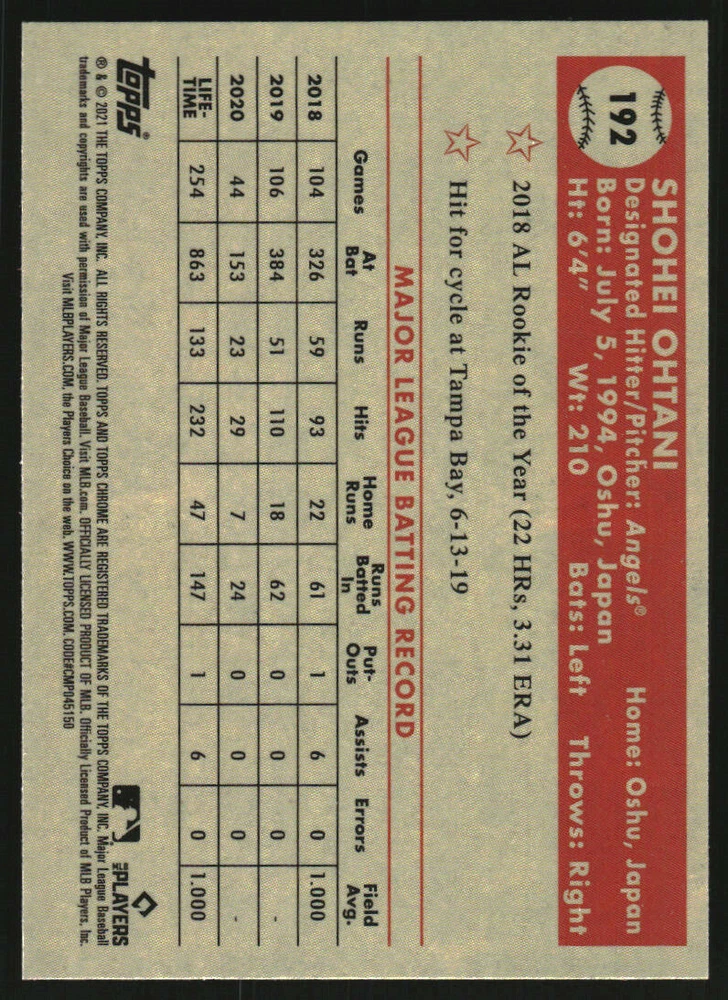 192
SHOHEI OHTANI
Designated Hitter/Pitcher: Angels® Home: Oshu, Japan
Born: July 5, 1994, Oshu, Japan
Ht: 6'4" Wt: 210 Bats: Left Throws: Right
2018 AL Rookie of the Year (22 HRs, 3.31 ERA)
Hit for cycle at Tampa Bay, 6-13-19
MAJOR LEAGUE BATTING RECORD
Games At Bat Runs Hits Home Runs Runs Batted In Put-Outs Assists Errors Field Avg.
2018 104 326 59 93 22 61 1 6 0 1.000
2019 106 384 51 110 18 62 0 0 0 -
2020 44 153 23 29 7 24 0 0 0 -
LIFE-TIME 254 863 133 232 47 147 1 6 0 1.000
topps®
MLB PLAYERS
® & © 2021 THE TOPPS COMPANY, INC. ALL RIGHTS RESERVED. TOPPS AND TOPPS CHROME ARE REGISTERED TRADEMARKS OF THE TOPPS COMPANY, INC. Major League Baseball
trademarks and copyrights are used with permission of Major League Baseball. Visit MLB.com. OFFICIALLY LICENSED PRODUCT OF MLB. Officially Licensed Product of MLB Players, Inc.
Visit MLBPLAYERS.COM, the Players Choice on the web. WWW.TOPPS.COM. CODE#CMP045150